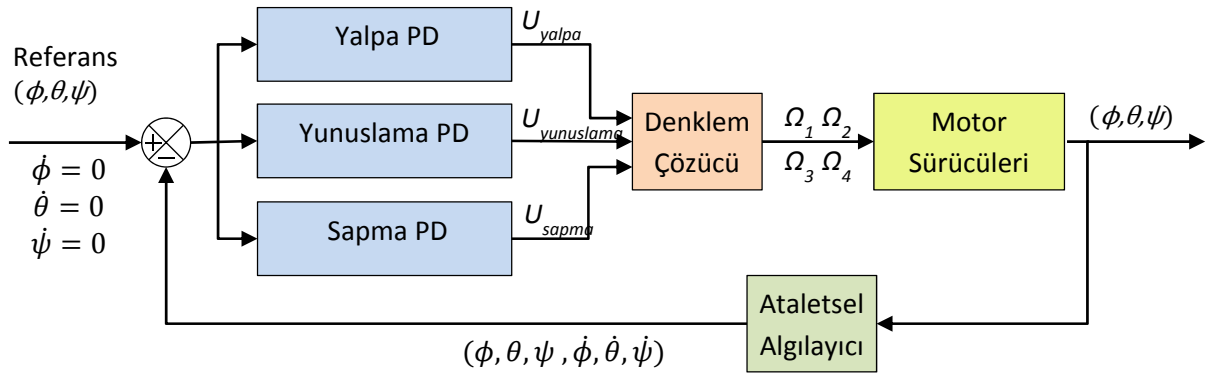 Referans
(ϕ,θ,ψ)
ϕ̇ = 0
θ̇ = 0
ψ̇ = 0
+
−
Yalpa PD
Yunuslama PD
Sapma PD
U_yalpa
U_yunuslama
U_sapma
Denklem
Çözücü
Ω_1 Ω_2
Ω_3 Ω_4
Motor
Sürücüleri
(ϕ,θ,ψ)
Ataletsel
Algılayıcı
(ϕ, θ, ψ , ϕ̇, θ̇, ψ̇)